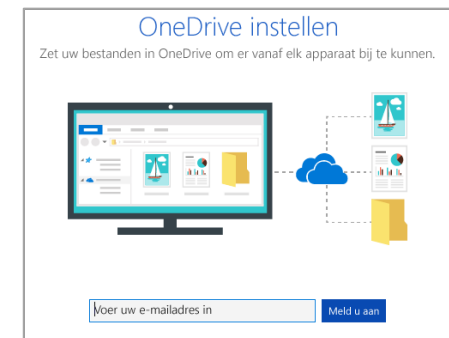 OneDrive instellen
Zet uw bestanden in OneDrive om er vanaf elk apparaat bij te kunnen.
Voer uw e-mailadres in
Meld u aan